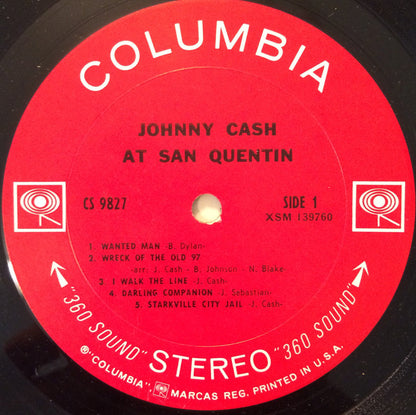 COLUMBIA
JOHNNY CASH
AT SAN QUENTIN
CS 9827
SIDE 1
XSM 139760
1. WANTED MAN -B. Dylan-
2. WRECK OF THE OLD 97
-arr: J. Cash - B. Johnson - N. Blake-
3. I WALK THE LINE -J. Cash-
4. DARLING COMPANION -J. Sebastian-
5. STARKVILLE CITY JAIL -J. Cash-
"360 SOUND" STEREO "360 SOUND"
® "COLUMBIA", MARCAS REG. PRINTED IN U.S.A.